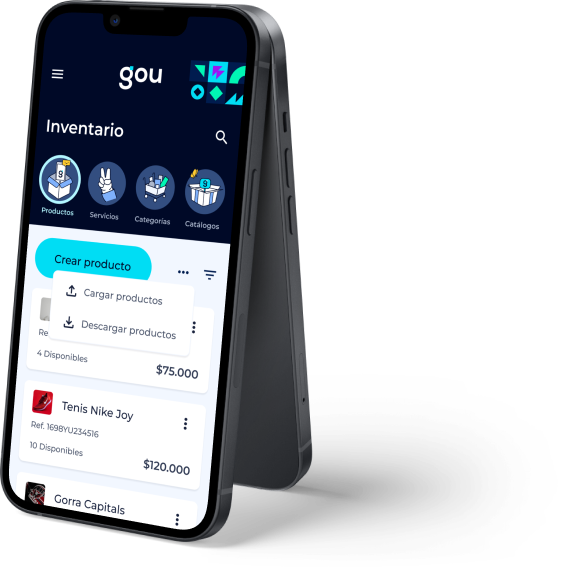 gou
Inventario
Productos
Servicios
Categorías
Catálogos
Crear producto
Cargar productos
Descargar productos
Re
4 Disponibles
$75.000
Tenis Nike Joy
Ref. 1698YU234516
10 Disponibles
$120.000
Gorra Capitals